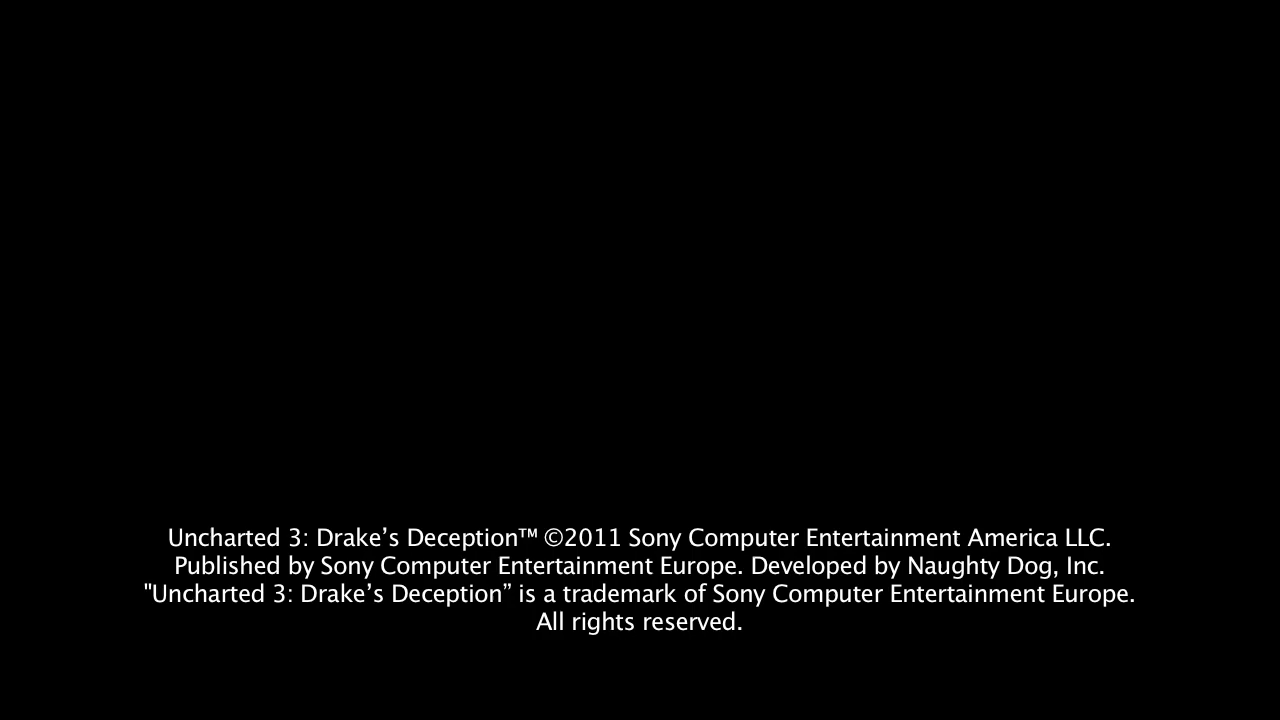 Uncharted 3: Drake’s Deception™ ©2011 Sony Computer Entertainment America LLC.
Published by Sony Computer Entertainment Europe. Developed by Naughty Dog, Inc.
"Uncharted 3: Drake’s Deception” is a trademark of Sony Computer Entertainment Europe.
All rights reserved.